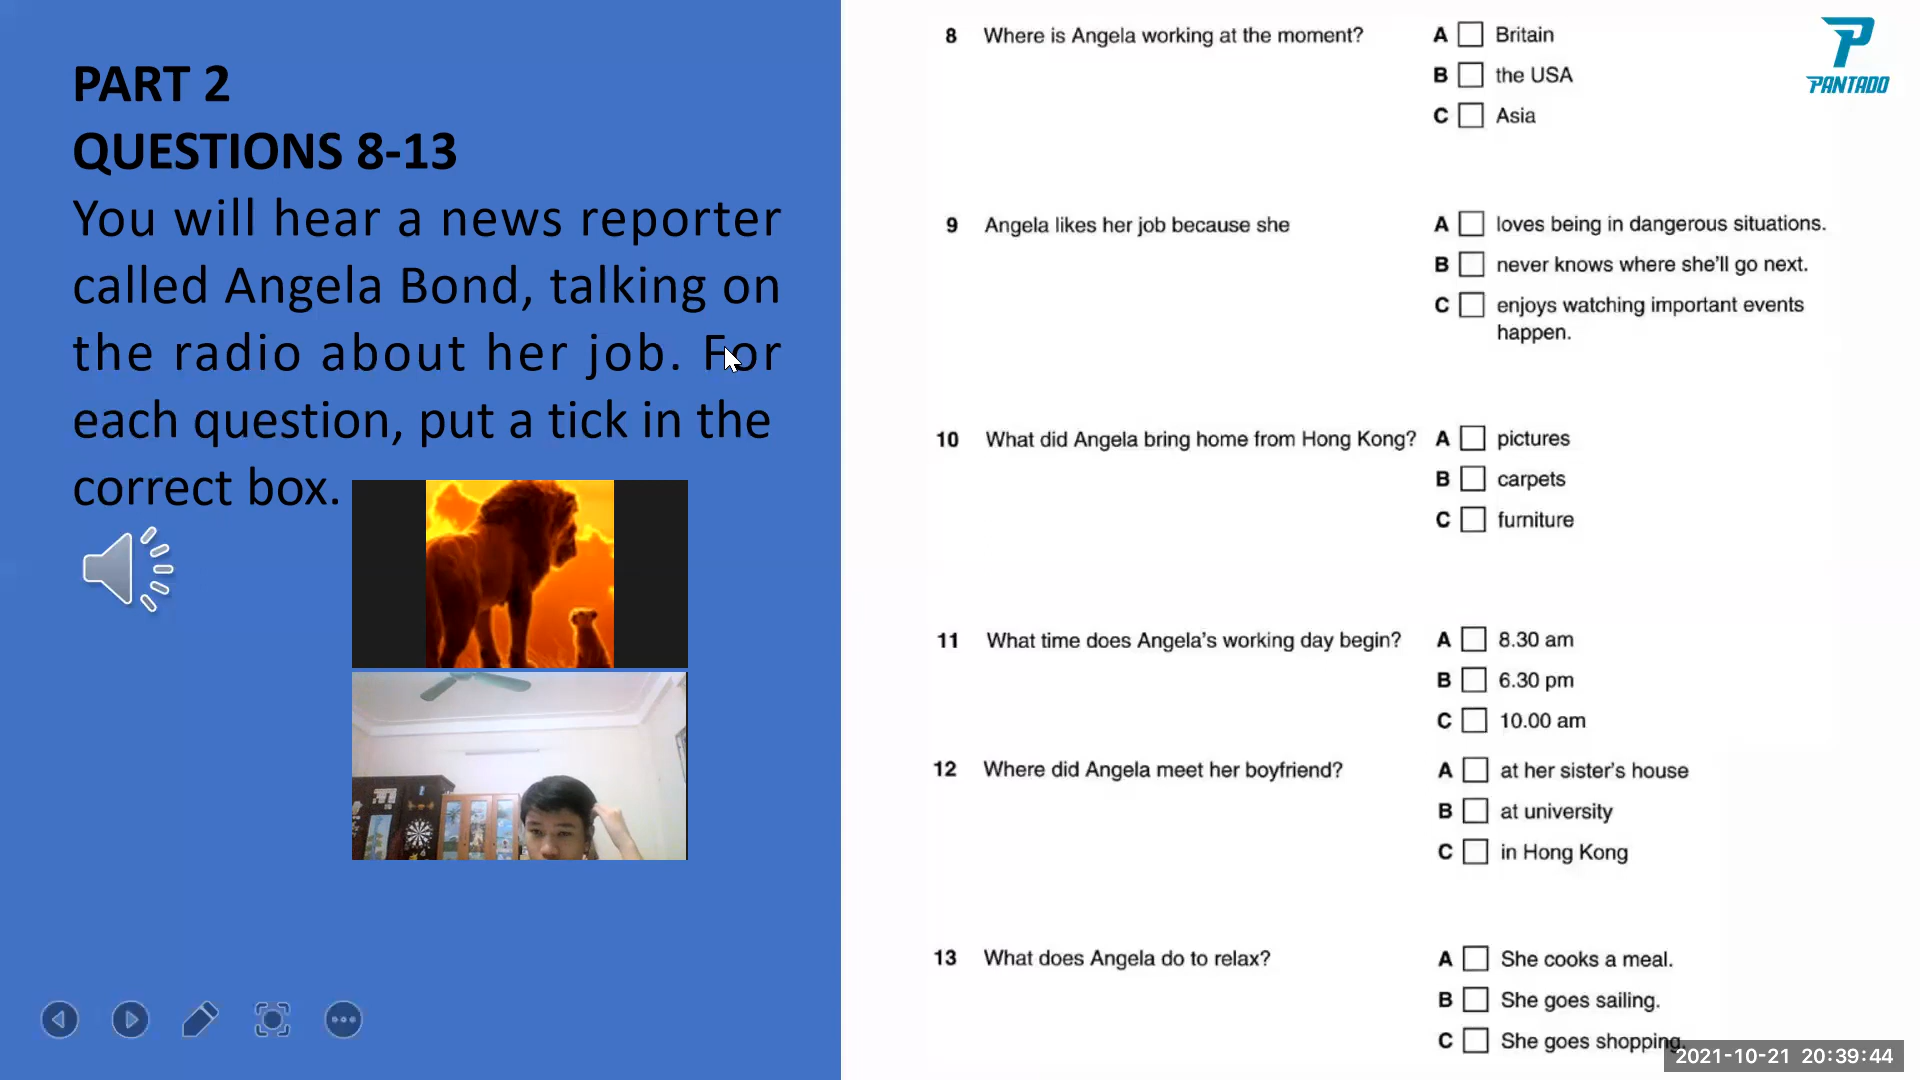 PART 2
QUESTIONS 8-13
You will hear a news reporter
called Angela Bond, talking on
the radio about her job. For
each question, put a tick in the
correct box.
8 Where is Angela working at the moment?
A Britain
B the USA
C Asia
9 Angela likes her job because she
A loves being in dangerous situations.
B never knows where she'll go next.
C enjoys watching important events
happen.
10 What did Angela bring home from Hong Kong?
A pictures
B carpets
C furniture
11 What time does Angela's working day begin?
A 8.30 am
B 6.30 pm
C 10.00 am
12 Where did Angela meet her boyfriend?
A at her sister's house
B at university
C in Hong Kong
13 What does Angela do to relax?
A She cooks a meal.
B She goes sailing.
C She goes shopping.
PANTADO
2021-10-21 20:39:44